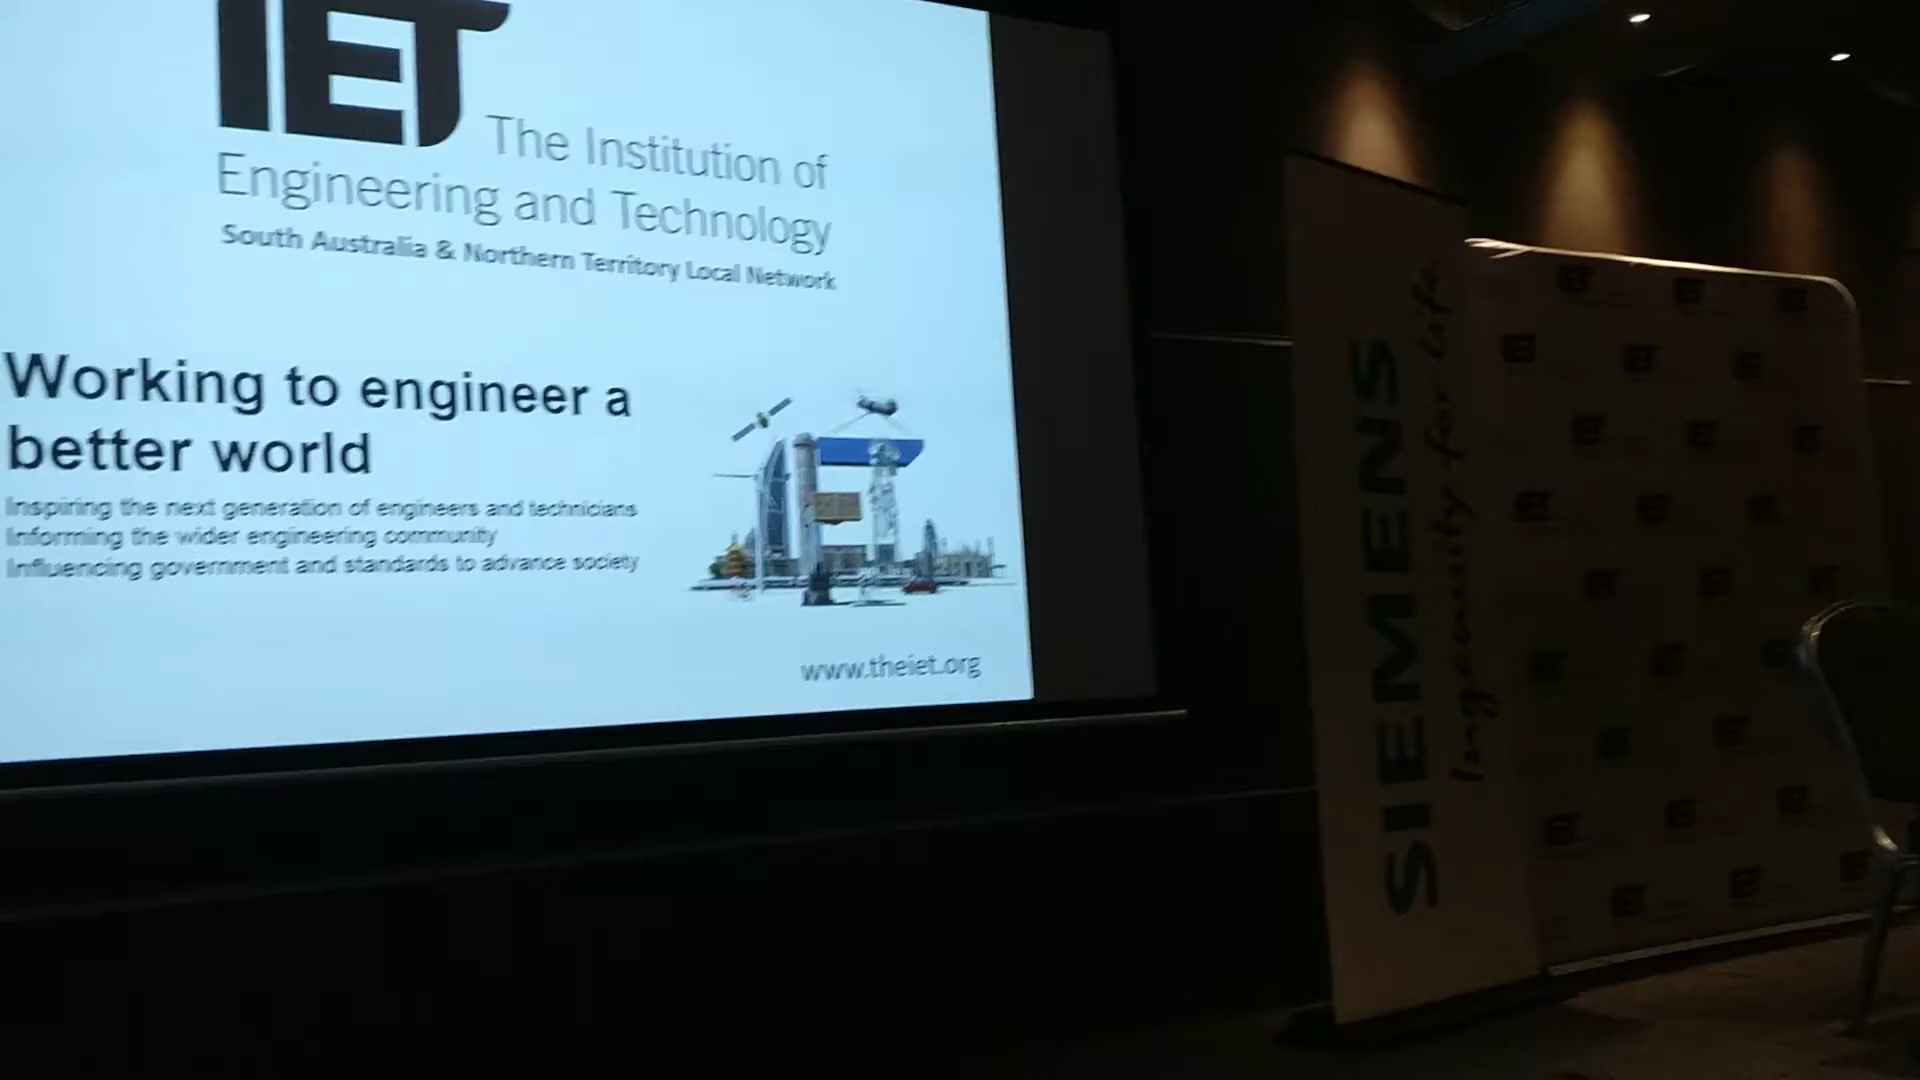 IET
The Institution of
Engineering and Technology
South Australia & Northern Territory Local Network
Working to engineer a
better world
Inspiring the next generation of engineers and technicians
Informing the wider engineering community
Influencing government and standards to advance society
www.theiet.org
SIEMENS
Ingenuity for life